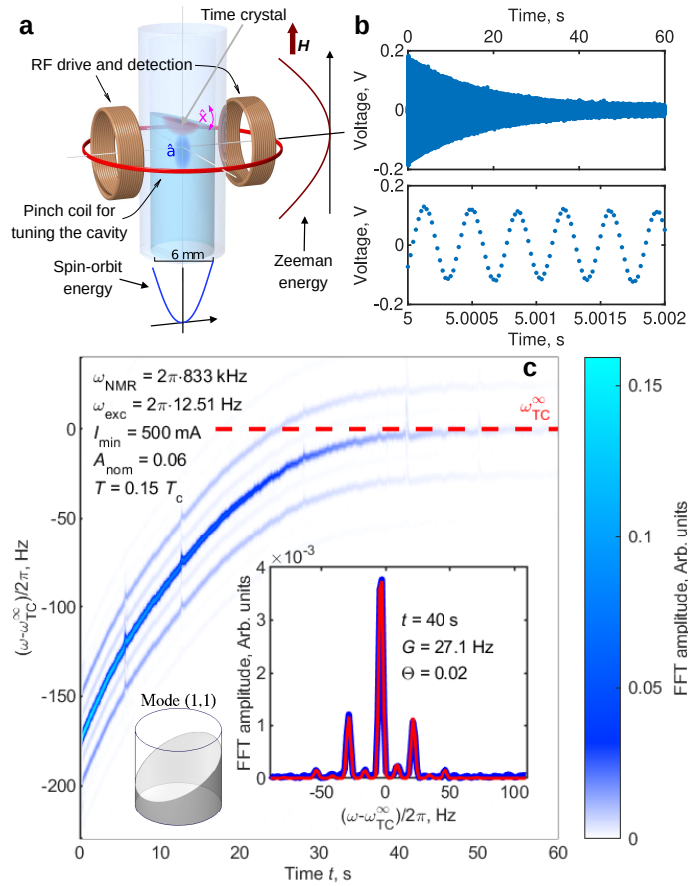 a
Time crystal
H
RF drive and detection
x̂
â
Pinch coil for
tuning the cavity
6 mm
Spin-orbit
energy
Zeeman
energy
b
Time, s
0 20 40 60
0.2
0
-0.2
Voltage, V
0.2
0
-0.2
Voltage, V
5 5.0005 5.001 5.0015 5.002
Time, s
c
ω_NMR = 2π·833 kHz
ω_exc = 2π·12.51 Hz
I_min = 500 mA
A_nom = 0.06
T = 0.15 T_c
ω_TC^∞
0
-50
-100
-150
-200
(ω-ω_TC^∞)/2π, Hz
0 10 20 30 40 50 60
Time t, s
Mode (1,1)
4 ×10^-3
3
2
1
0
FFT amplitude, Arb. units
t = 40 s
G = 27.1 Hz
Θ = 0.02
-50 0 50 100
(ω-ω_TC^∞)/2π, Hz
0.15
0.1
0.05
0
FFT amplitude, Arb. units